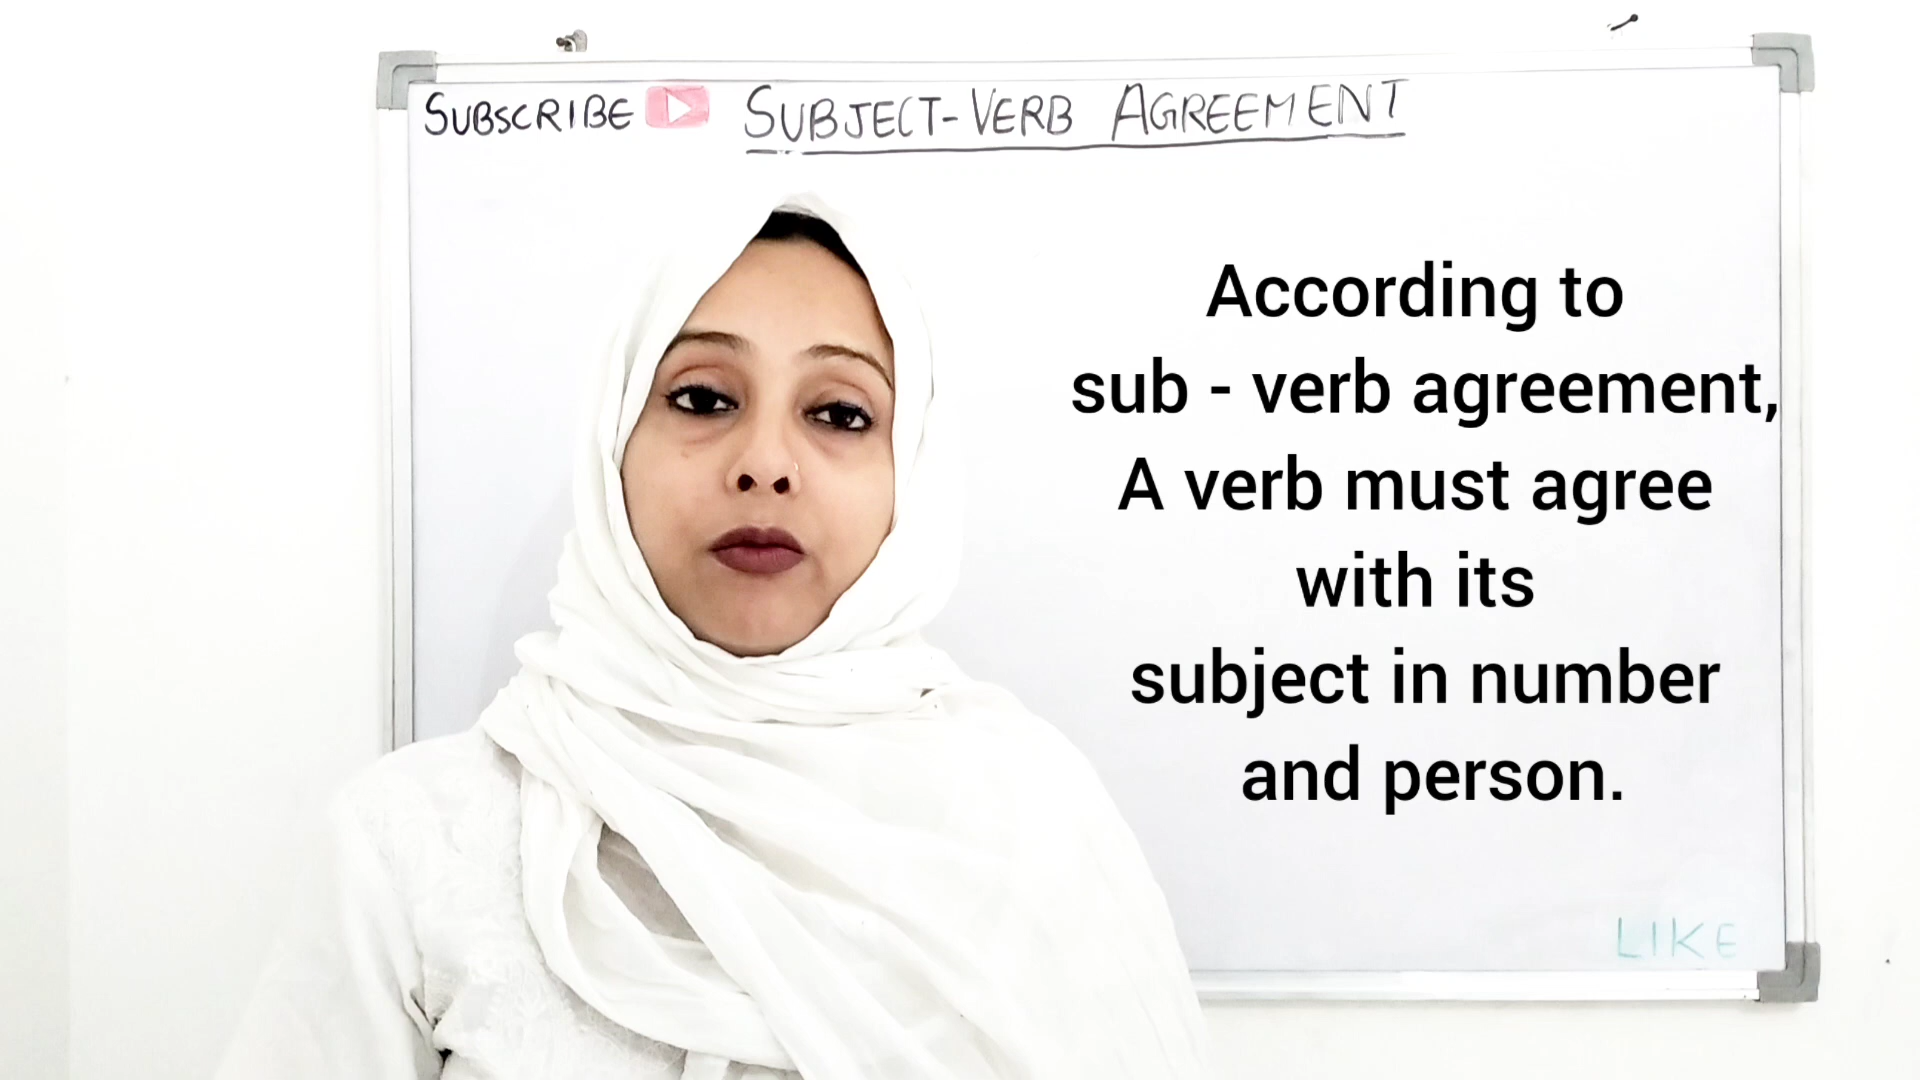 SUBSCRIBE SUBJECT-VERB AGREEMENT
According to
sub - verb agreement,
A verb must agree
with its
subject in number
and person.
LIKE